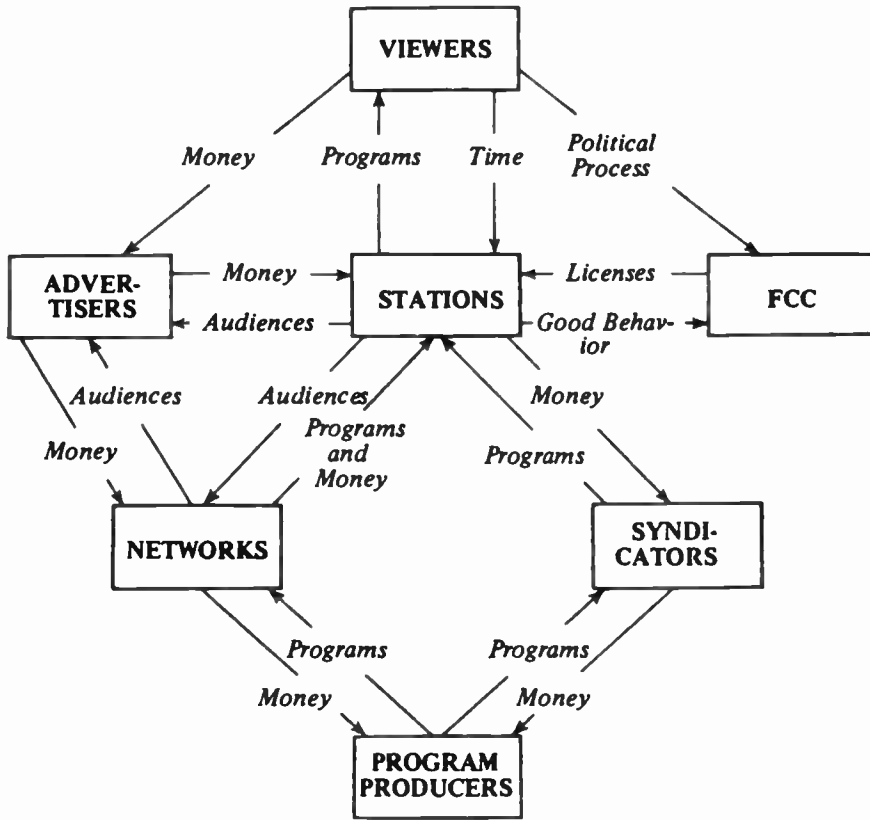 VIEWERS
Money
Programs
Time
Political
Process
ADVER-
TISERS
Money
STATIONS
Licenses
FCC
Audiences
Good Behav-
ior
Audiences
Audiences
Money
Money
Programs
and
Money
Programs
NETWORKS
SYNDI-
CATORS
Programs
Programs
Money
Money
PROGRAM
PRODUCERS